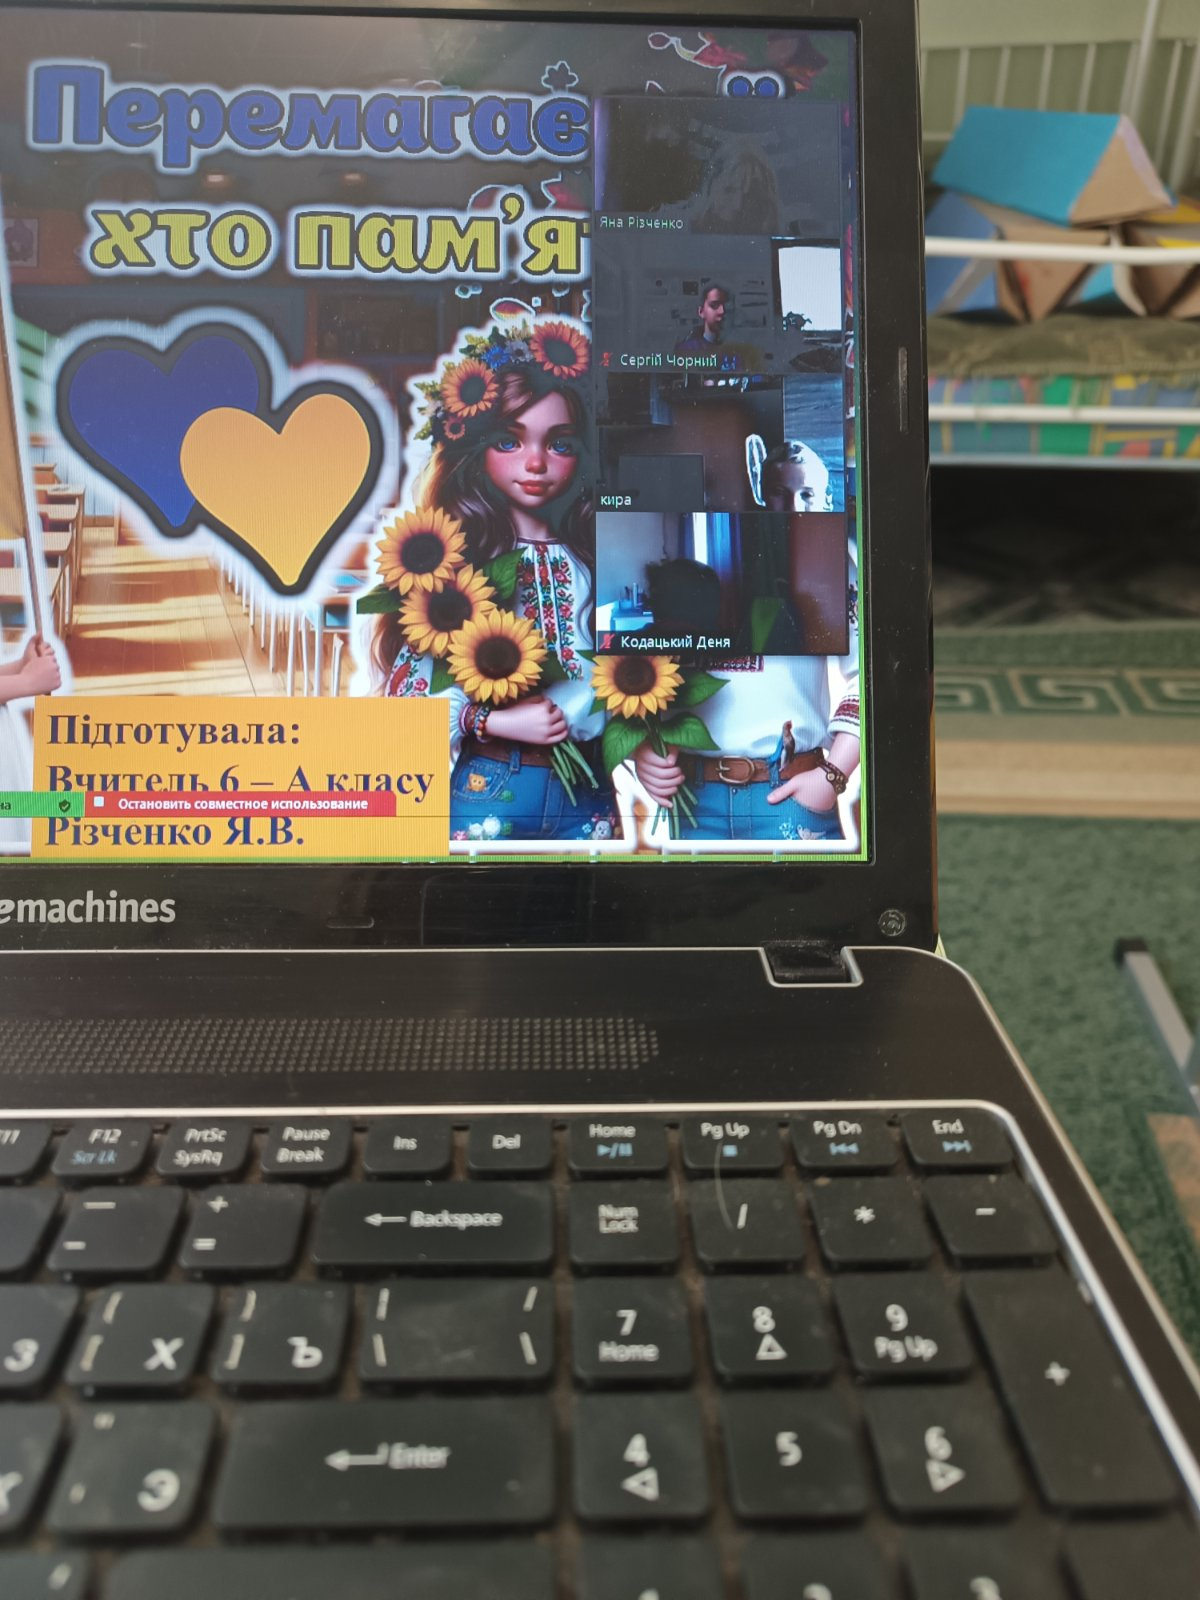 Перемагає
хто пам'я
Яна Різченко
Сергій Чорний
кира
Кодацький Деня
Підготувала:
Вчитель 6 – А класу
на
Остановить совместное использование
Різченко Я.В.
emachines
F11 F12 PrtSc Pause Ins Del Home Pg Up Pg Dn End
Scr Lk SysRq Break
— + ← Backspace Num / * -
- = Lock
{ } | / 7 8 9 +
З [ Х ] Ъ | \ Home Pg Up
" ← Enter 4 5 6
' Э